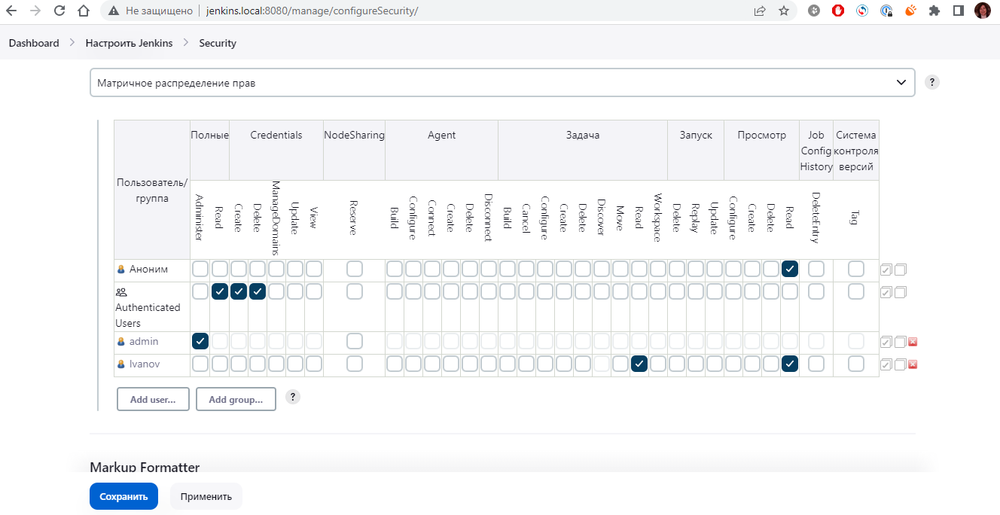 Не защищено jenkins.local:8080/manage/configureSecurity/
Dashboard Настроить Jenkins Security
Матричное распределение прав ?
Пользователь/
группа
Полные Credentials NodeSharing Agent Задача Запуск Просмотр Job Система
Config контроля
History версий
Administer Read Create Delete ManageDomains Update View Reserve Build Configure Connect Create Delete Disconnect Build Cancel Configure Create Delete Discover Move Read Workspace Delete Replay Update Configure Create Delete Read DeleteEntry Tag
Аноним
Authenticated
Users
admin
Ivanov
Add user... Add group... ?
Markup Formatter
Сохранить Применить